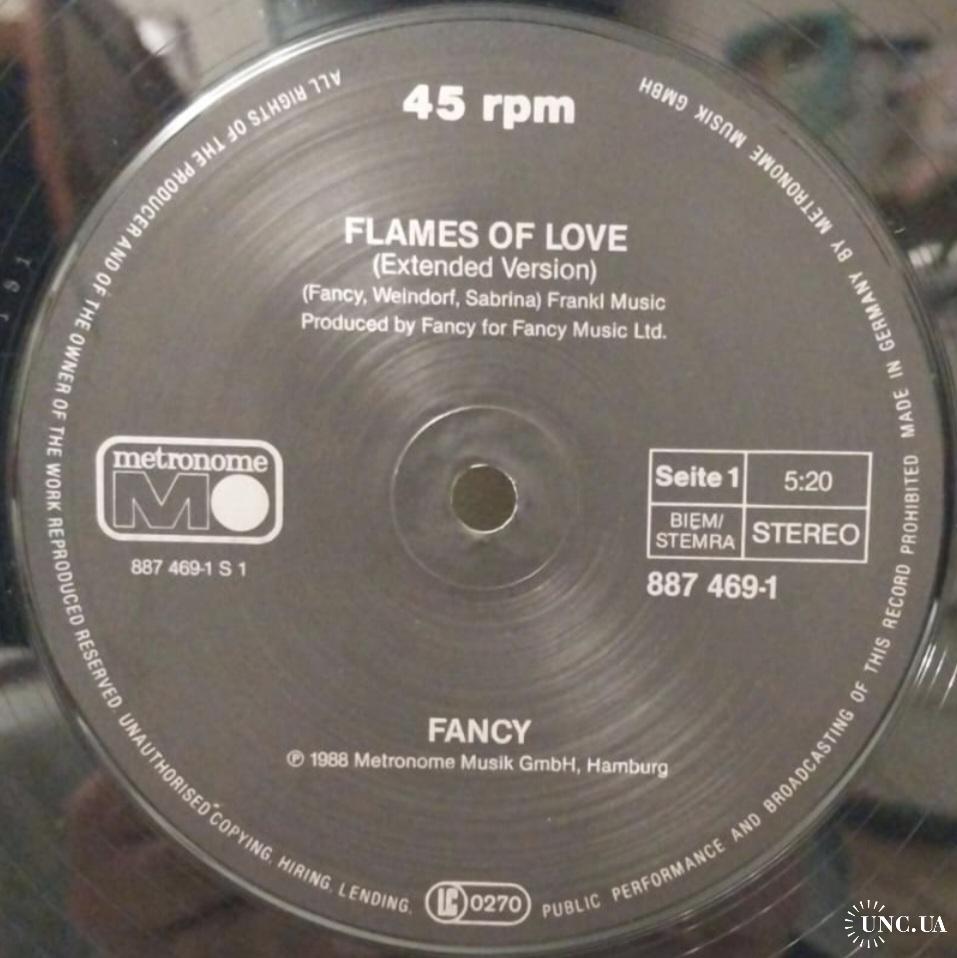 45 rpm
FLAMES OF LOVE
(Extended Version)
(Fancy, Weindorf, Sabrina) Frankl Music
Produced by Fancy for Fancy Music Ltd.
metronome
M
887 469-1 S 1
Seite 1
5:20
BIEM/
STEMRA
STEREO
887 469-1
FANCY
℗ 1988 Metronome Musik GmbH, Hamburg
ALL RIGHTS OF THE PRODUCER AND OF THE OWNER OF THE WORK REPRODUCED RESERVED UNAUTHORISED COPYING, HIRING, LENDING, PUBLIC PERFORMANCE AND BROADCASTING OF THIS RECORD PROHIBITED MADE IN GERMANY BY METRONOME MUSIK GMBH
LC 0270
UNC.UA